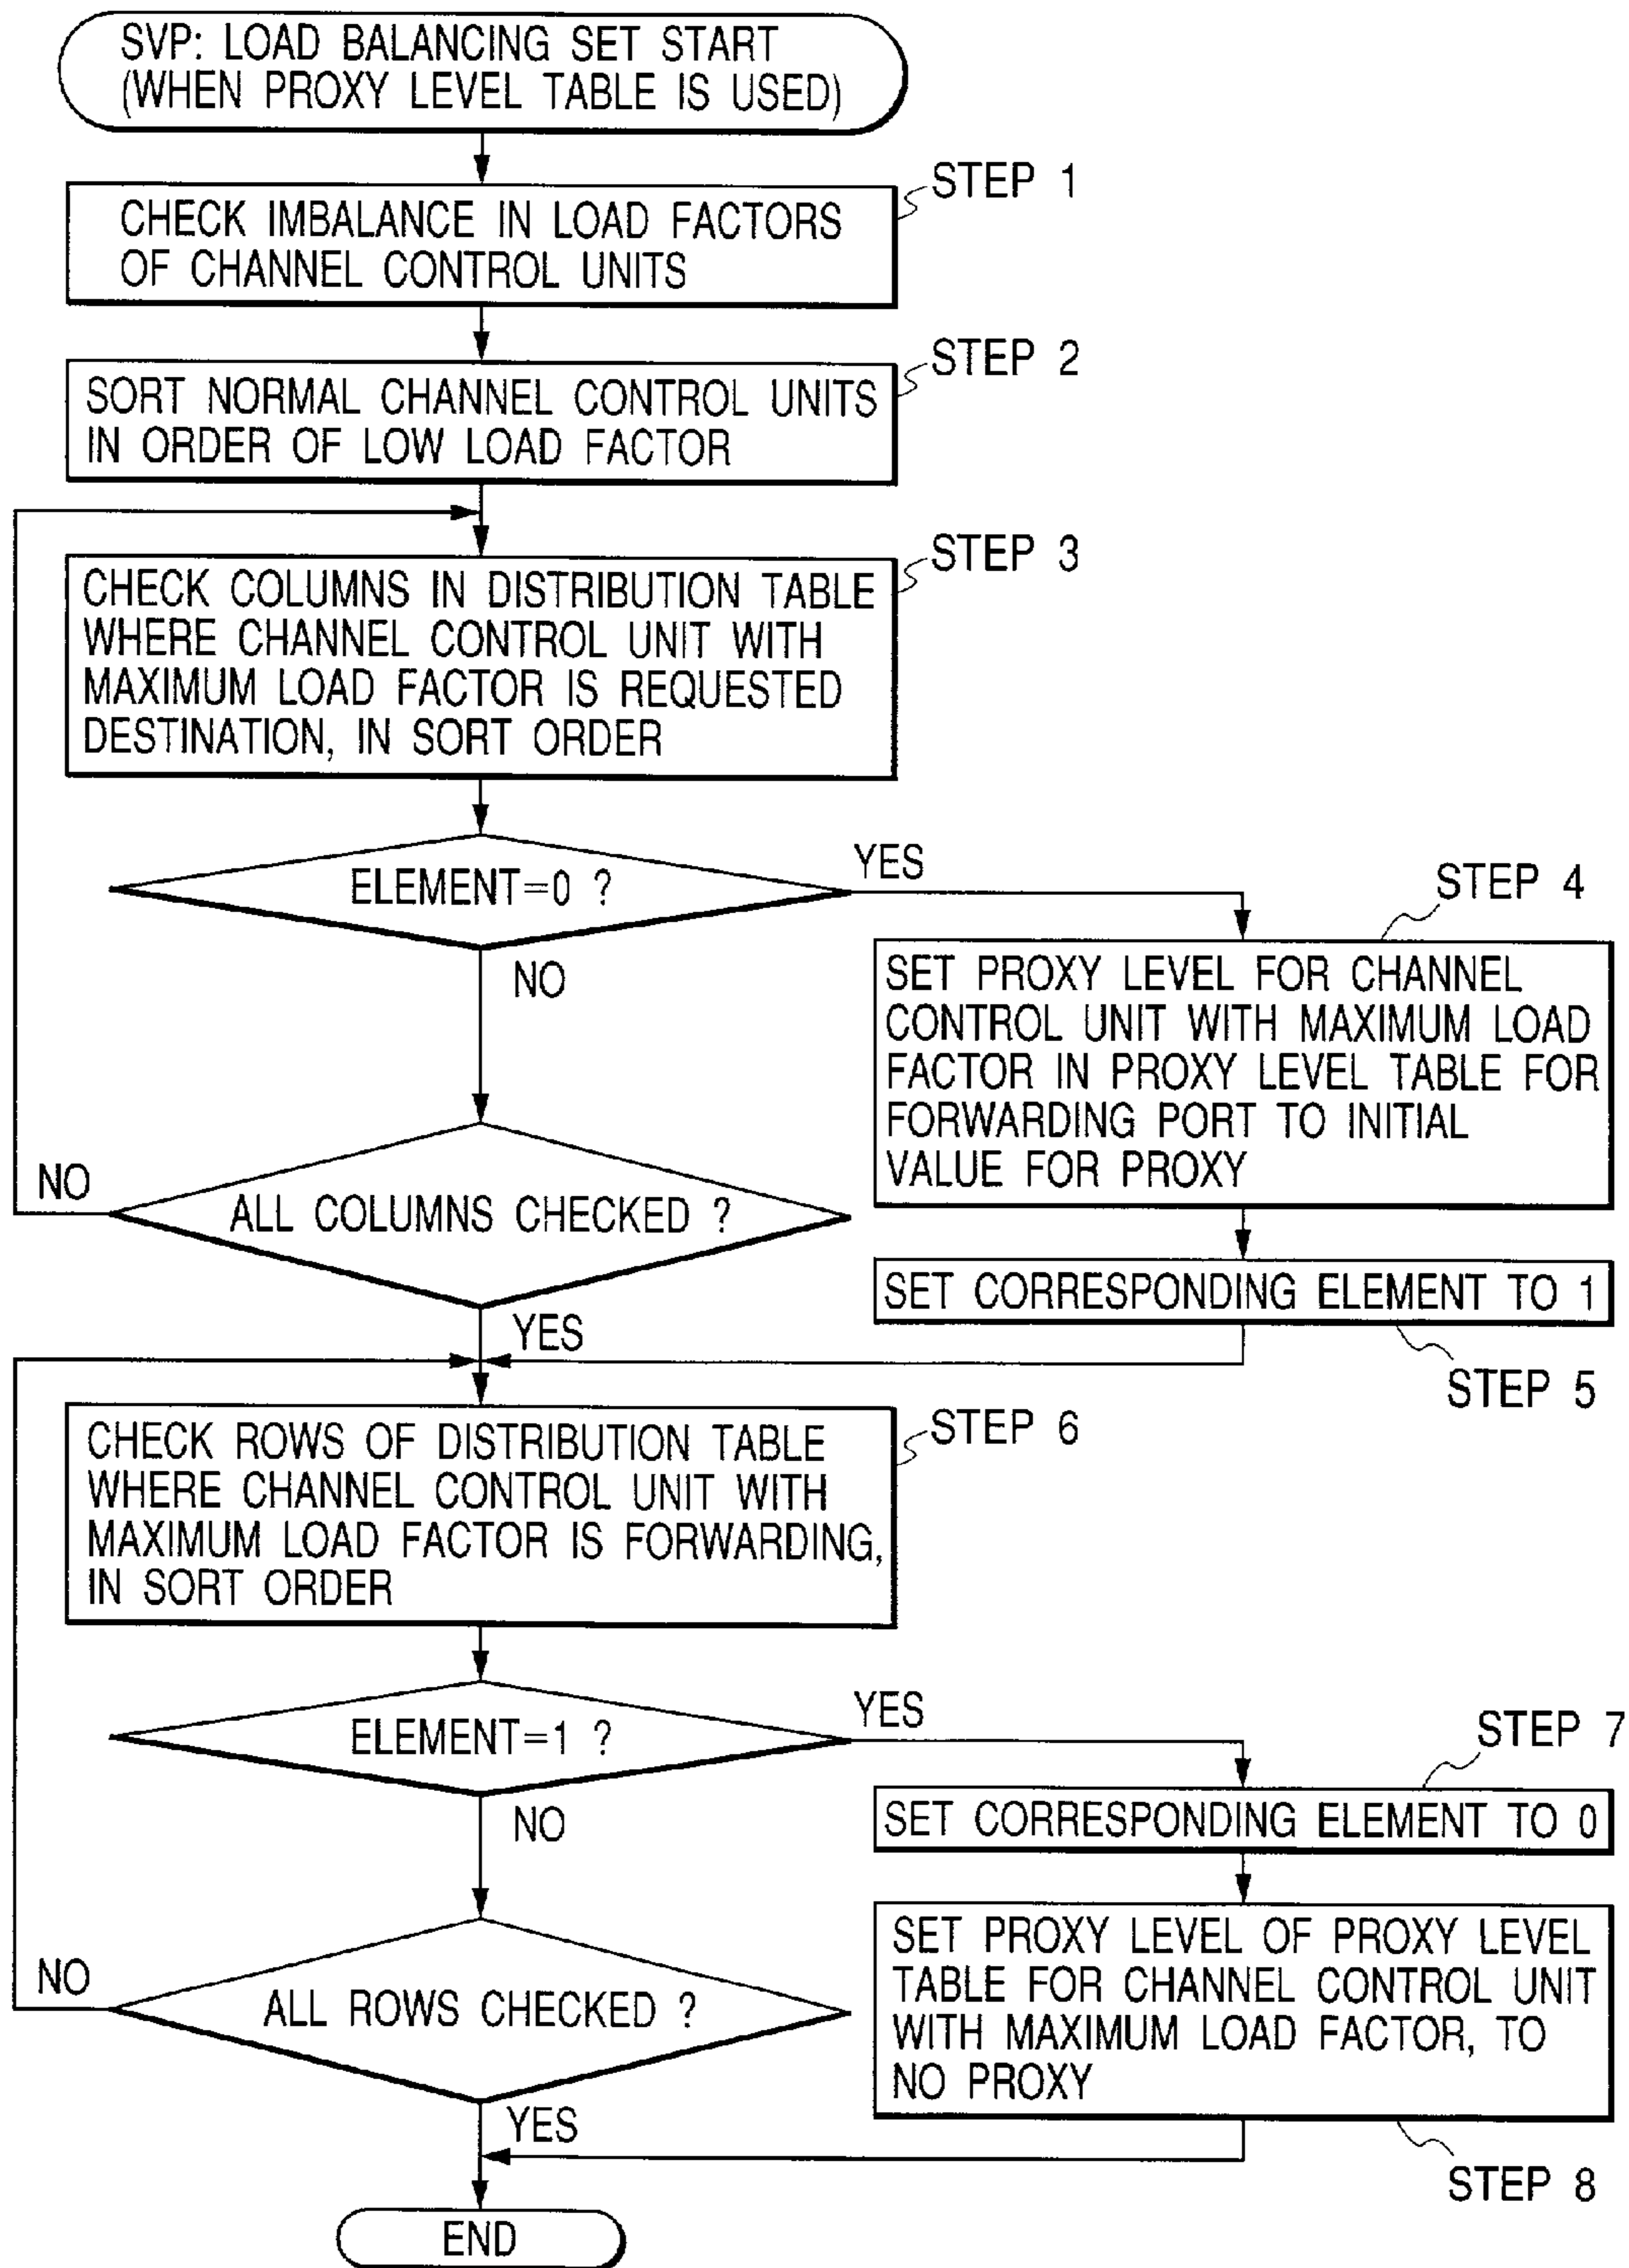 SVP: LOAD BALANCING SET START
(WHEN PROXY LEVEL TABLE IS USED)
STEP 1
CHECK IMBALANCE IN LOAD FACTORS
OF CHANNEL CONTROL UNITS
STEP 2
SORT NORMAL CHANNEL CONTROL UNITS
IN ORDER OF LOW LOAD FACTOR
STEP 3
CHECK COLUMNS IN DISTRIBUTION TABLE
WHERE CHANNEL CONTROL UNIT WITH
MAXIMUM LOAD FACTOR IS REQUESTED
DESTINATION, IN SORT ORDER
ELEMENT=0 ?
YES
NO
STEP 4
SET PROXY LEVEL FOR CHANNEL
CONTROL UNIT WITH MAXIMUM LOAD
FACTOR IN PROXY LEVEL TABLE FOR
FORWARDING PORT TO INITIAL
VALUE FOR PROXY
NO
ALL COLUMNS CHECKED ?
YES
SET CORRESPONDING ELEMENT TO 1
STEP 5
STEP 6
CHECK ROWS OF DISTRIBUTION TABLE
WHERE CHANNEL CONTROL UNIT WITH
MAXIMUM LOAD FACTOR IS FORWARDING,
IN SORT ORDER
ELEMENT=1 ?
YES
NO
STEP 7
SET CORRESPONDING ELEMENT TO 0
NO
ALL ROWS CHECKED ?
YES
SET PROXY LEVEL OF PROXY LEVEL
TABLE FOR CHANNEL CONTROL UNIT
WITH MAXIMUM LOAD FACTOR, TO
NO PROXY
STEP 8
END